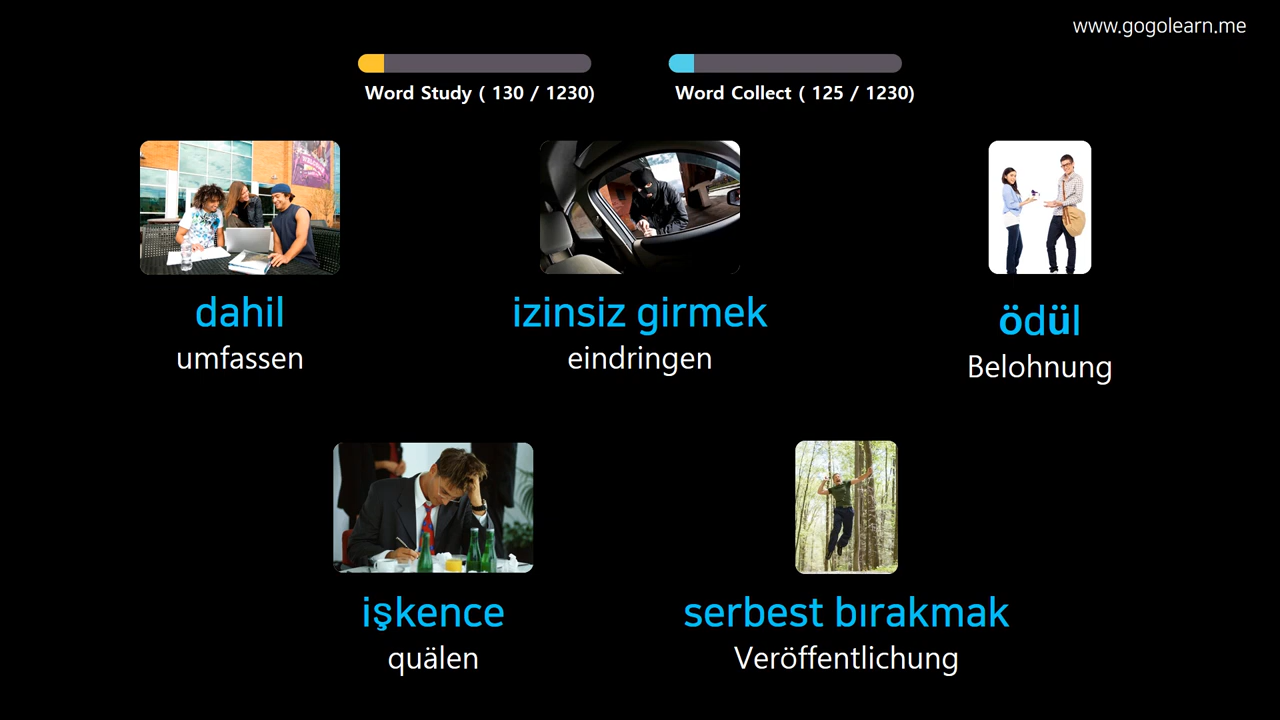 www.gogolearn.me
Word Study ( 130 / 1230)
Word Collect ( 125 / 1230)
dahil
umfassen
izinsiz girmek
eindringen
ödül
Belohnung
işkence
quälen
serbest bırakmak
Veröffentlichung